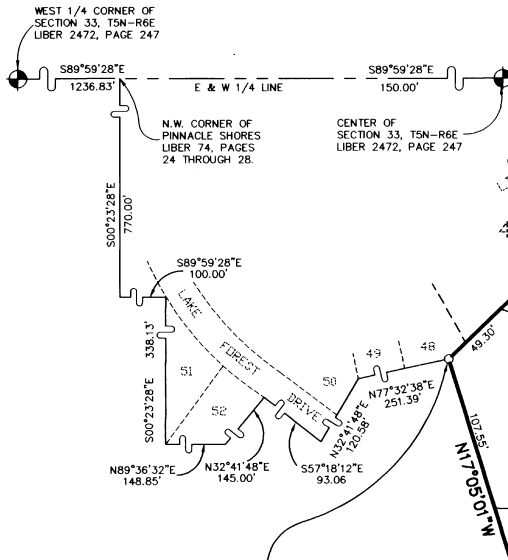 WEST 1/4 CORNER OF
SECTION 33, T5N-R6E
LIBER 2472, PAGE 247
S89°59'28"E
1236.83'
E & W 1/4 LINE
S89°59'28"E
150.00'
N.W. CORNER OF
PINNACLE SHORES
LIBER 74, PAGES
24 THROUGH 28.
CENTER OF
SECTION 33, T5N-R6E
LIBER 2472, PAGE 247
S00°23'28"E
770.00'
S89°59'28"E
100.00'
LAKE FOREST DRIVE
338.13'
S00°23'28"E
51
52
50
49
48
49.30'
N77°32'38"E
251.39'
N32°41'48"E
120.58'
107.55'
N17°05'01"W
N89°36'32"E
148.85'
N32°41'48"E
145.00'
S57°18'12"E
93.06